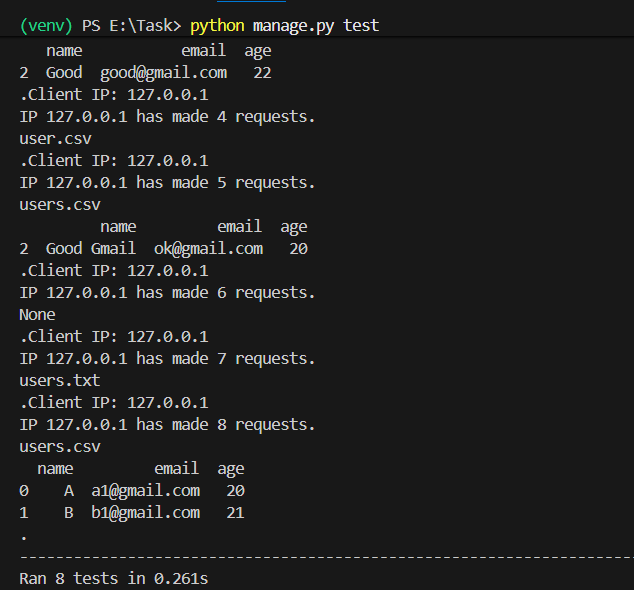 (venv) PS E:\Task> python manage.py test
   name           email  age
2  Good  good@gmail.com   22
.Client IP: 127.0.0.1
IP 127.0.0.1 has made 4 requests.
user.csv
.Client IP: 127.0.0.1
IP 127.0.0.1 has made 5 requests.
users.csv
         name         email  age
2  Good Gmail  ok@gmail.com   20
.Client IP: 127.0.0.1
IP 127.0.0.1 has made 6 requests.
None
.Client IP: 127.0.0.1
IP 127.0.0.1 has made 7 requests.
users.txt
.Client IP: 127.0.0.1
IP 127.0.0.1 has made 8 requests.
users.csv
  name         email  age
0    A  a1@gmail.com   20
1    B  b1@gmail.com   21
.
----------------------------------------------------------------------
Ran 8 tests in 0.261s